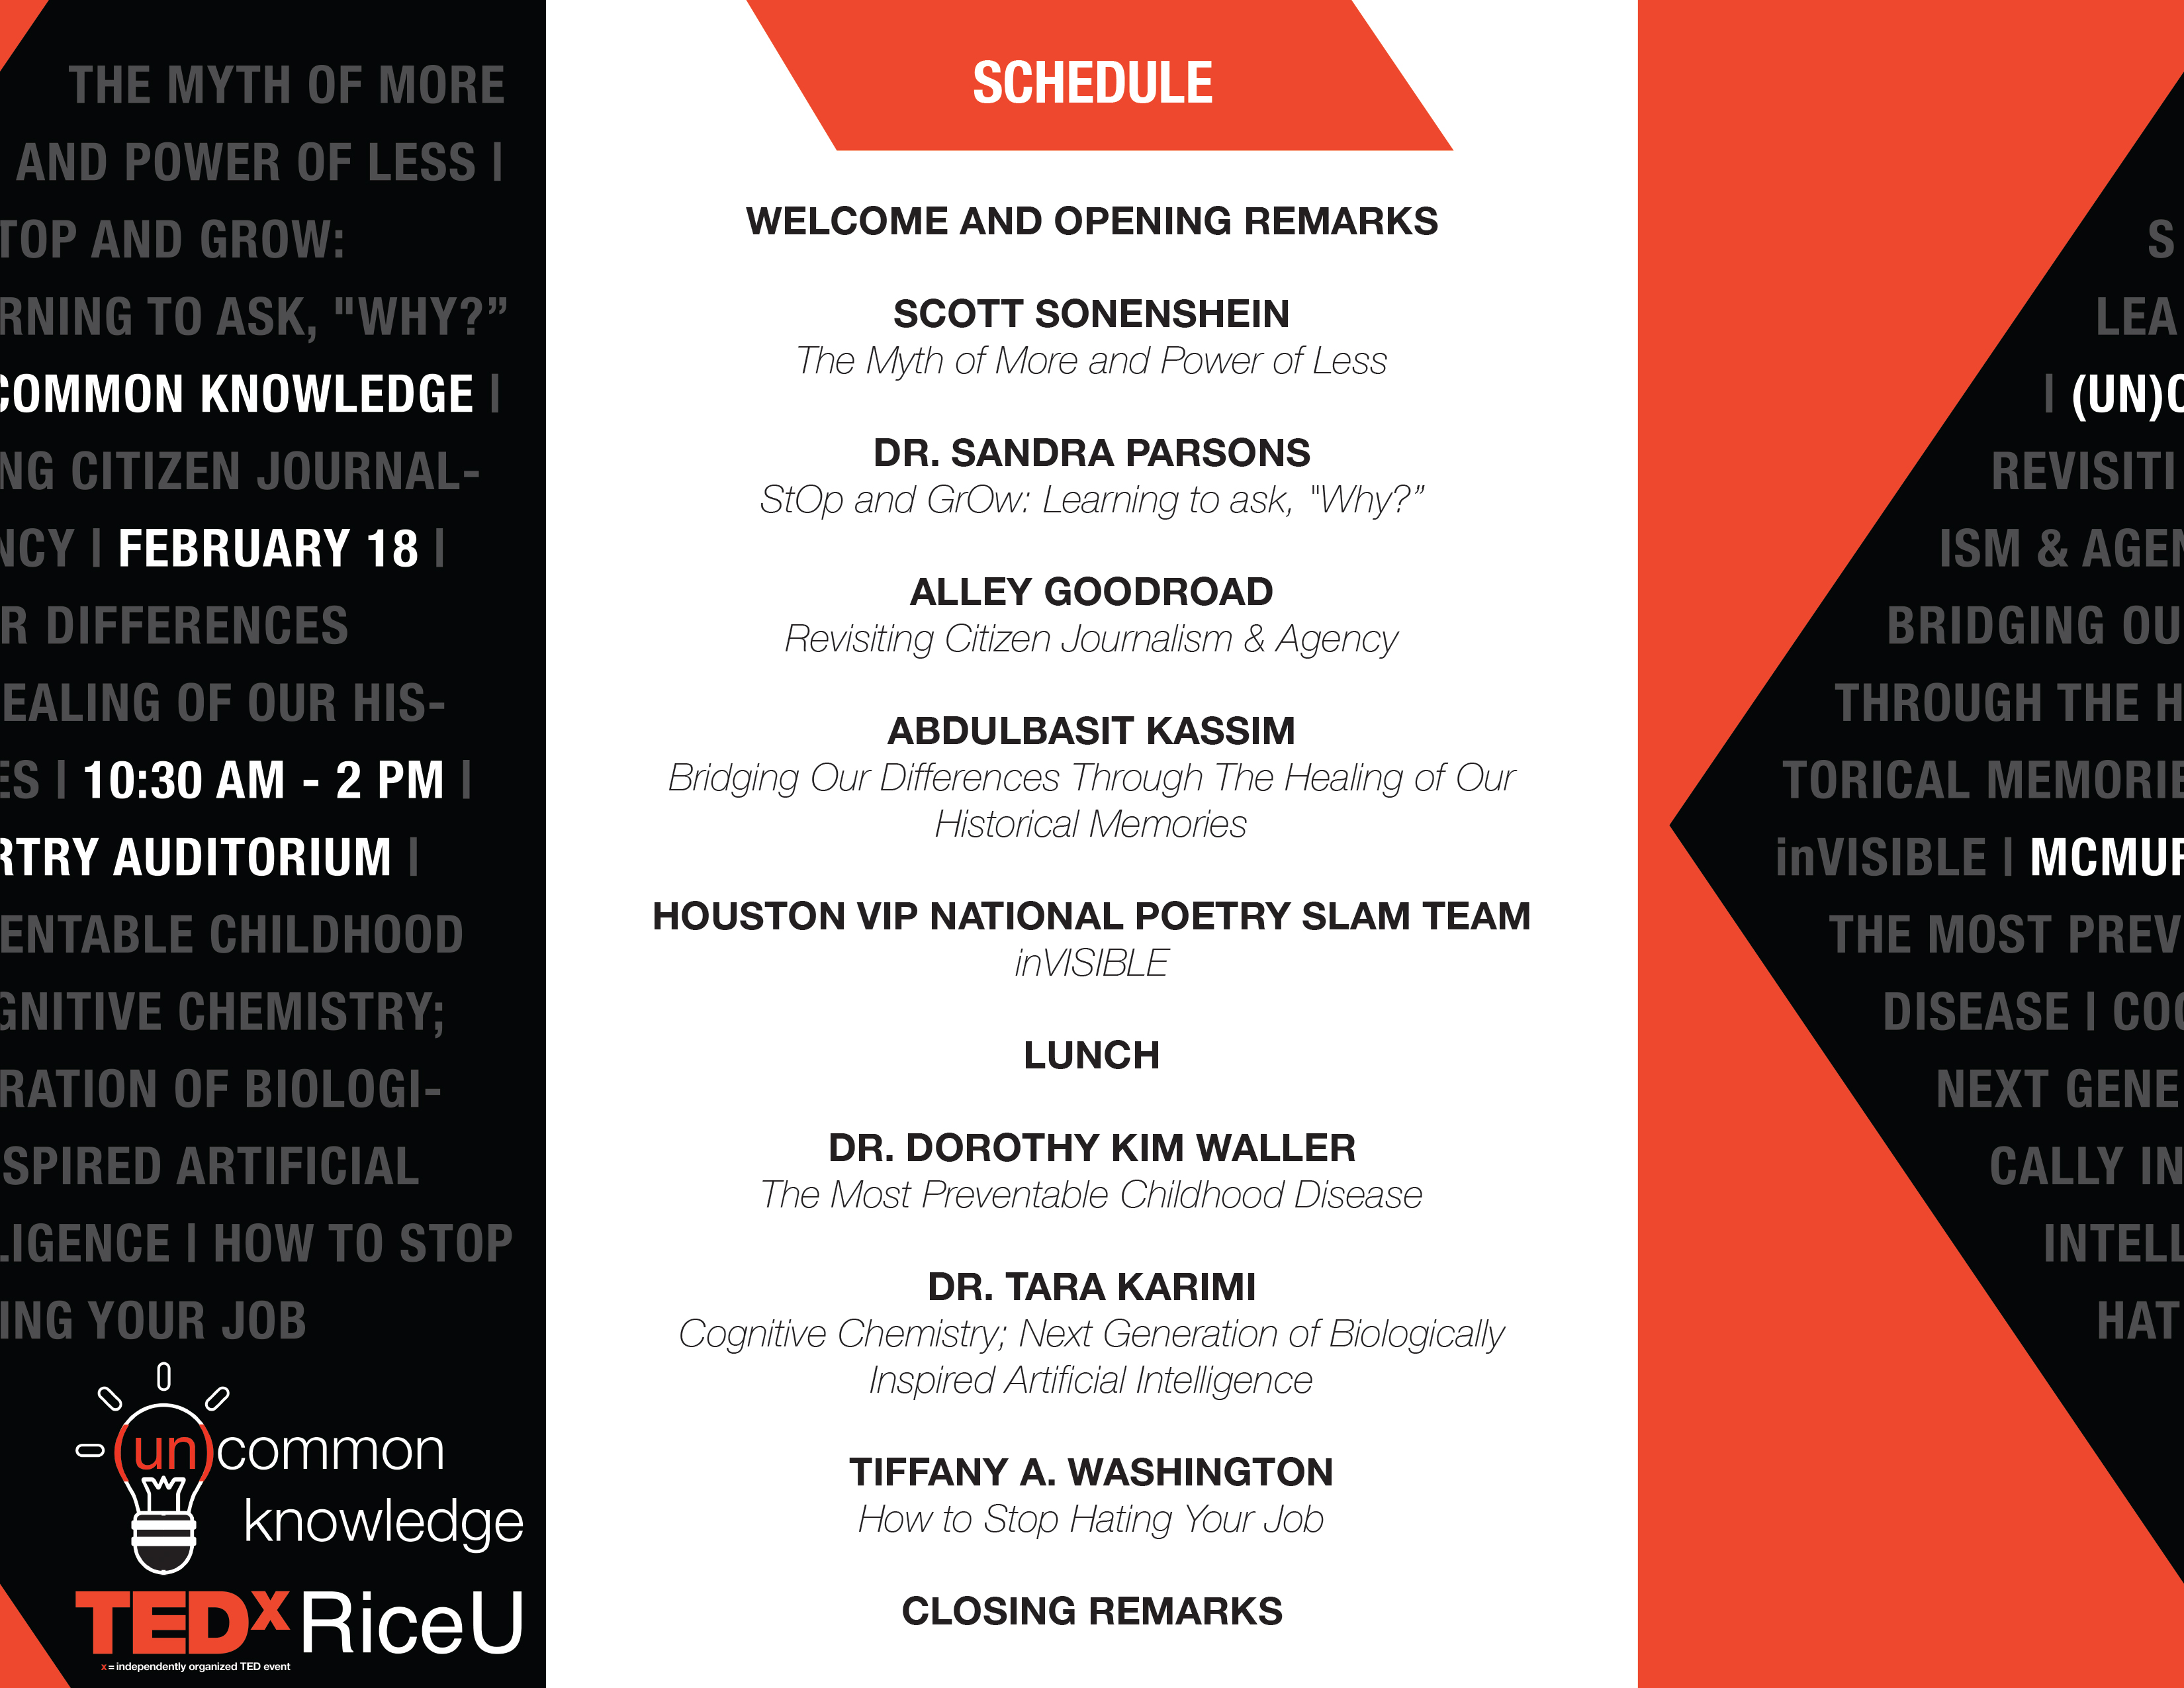 THE MYTH OF MORE
AND POWER OF LESS |
TOP AND GROW:
RNING TO ASK, "WHY?”
COMMON KNOWLEDGE |
NG CITIZEN JOURNAL-
NCY | FEBRUARY 18 |
R DIFFERENCES
EALING OF OUR HIS-
ES | 10:30 AM - 2 PM |
RTRY AUDITORIUM |
ENTABLE CHILDHOOD
GNITIVE CHEMISTRY;
RATION OF BIOLOGI-
SPIRED ARTIFICIAL
LIGENCE | HOW TO STOP
ING YOUR JOB
(un)common
knowledge
TEDx RiceU
x = independently organized TED event
SCHEDULE
WELCOME AND OPENING REMARKS
SCOTT SONENSHEIN
The Myth of More and Power of Less
DR. SANDRA PARSONS
StOp and GrOw: Learning to ask, "Why?”
ALLEY GOODROAD
Revisiting Citizen Journalism & Agency
ABDULBASIT KASSIM
Bridging Our Differences Through The Healing of Our
Historical Memories
HOUSTON VIP NATIONAL POETRY SLAM TEAM
inVISIBLE
LUNCH
DR. DOROTHY KIM WALLER
The Most Preventable Childhood Disease
DR. TARA KARIMI
Cognitive Chemistry; Next Generation of Biologically
Inspired Artificial Intelligence
TIFFANY A. WASHINGTON
How to Stop Hating Your Job
CLOSING REMARKS
S
LEA
| (UN)C
REVISITI
ISM & AGEN
BRIDGING OU
THROUGH THE H
TORICAL MEMORIE
inVISIBLE | MCMUR
THE MOST PREV
DISEASE | COG
NEXT GENE
CALLY IN
INTELL
HAT